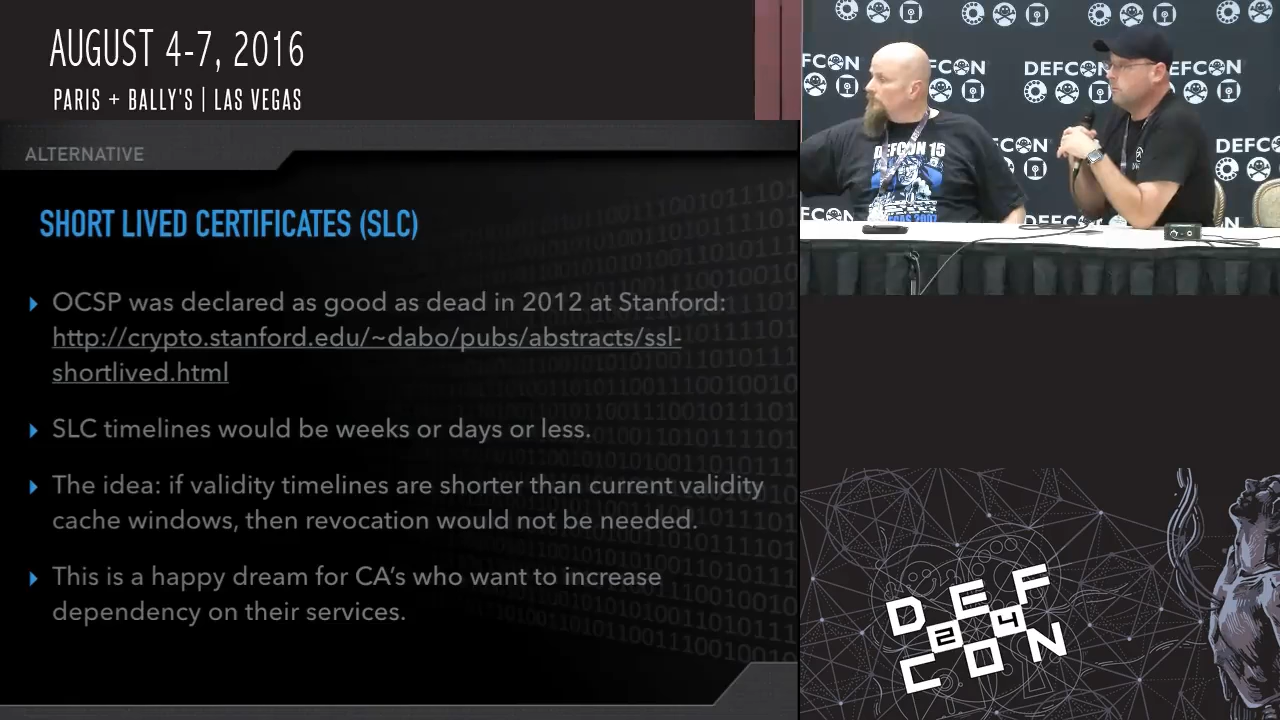 AUGUST 4-7, 2016
PARIS + BALLY'S | LAS VEGAS
ALTERNATIVE
SHORT LIVED CERTIFICATES (SLC)
OCSP was declared as good as dead in 2012 at Stanford:
http://crypto.stanford.edu/~dabo/pubs/abstracts/ssl-
shortlived.html
SLC timelines would be weeks or days or less.
The idea: if validity timelines are shorter than current validity
cache windows, then revocation would not be needed.
This is a happy dream for CA's who want to increase
dependency on their services.
DEFCON
DEFCON 15
VEGAS 2007
DEF
24
CON